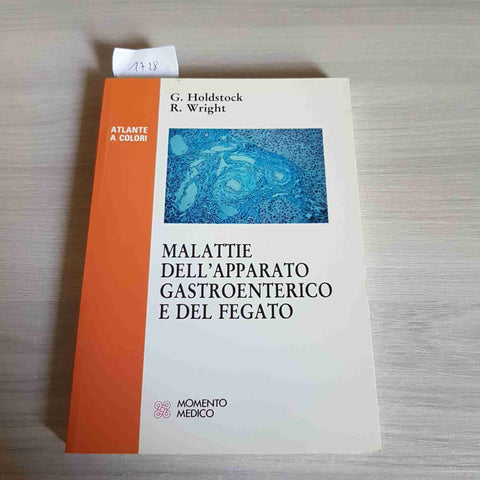 1728
G. Holdstock
R. Wright
ATLANTE
A COLORI
MALATTIE
DELL'APPARATO
GASTROENTERICO
E DEL FEGATO
MOMENTO
MEDICO